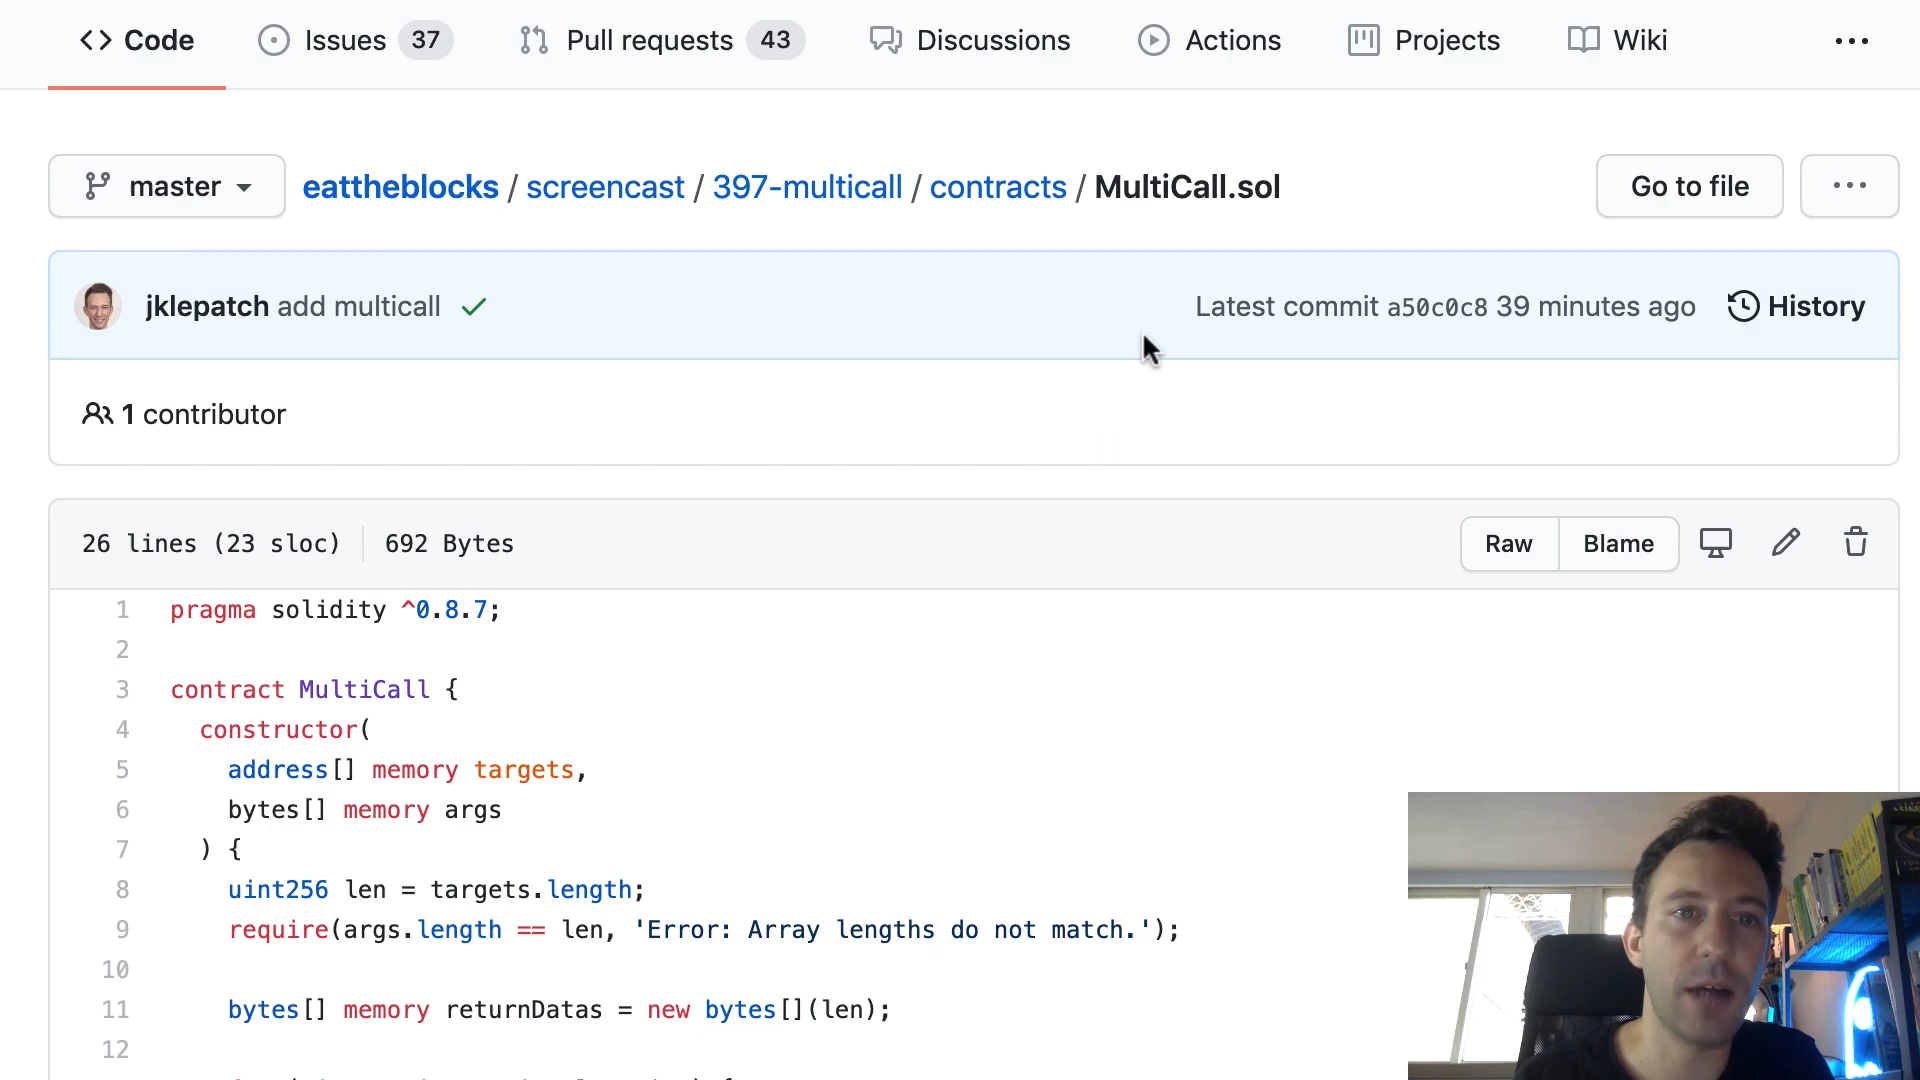 Code Issues 37 Pull requests 43 Discussions Actions Projects Wiki
master eattheblocks / screencast / 397-multicall / contracts / MultiCall.sol Go to file
jklepatch add multicall Latest commit a50c0c8 39 minutes ago History
1 contributor
26 lines (23 sloc) 692 Bytes Raw Blame
1 pragma solidity ^0.8.7;
2
3 contract MultiCall {
4 constructor(
5 address[] memory targets,
6 bytes[] memory args
7 ) {
8 uint256 len = targets.length;
9 require(args.length == len, 'Error: Array lengths do not match.');
10
11 bytes[] memory returnDatas = new bytes[](len);
12